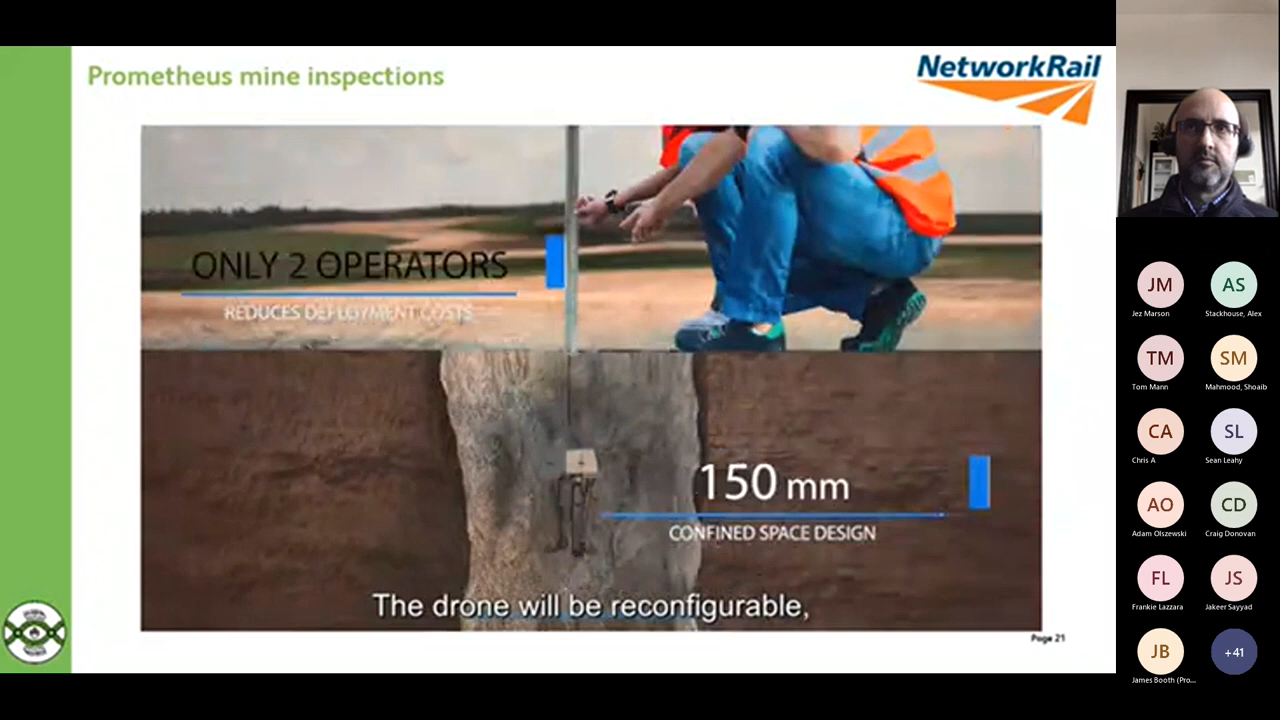 Prometheus mine inspections
NetworkRail
ONLY 2 OPERATORS
REDUCES DEPLOYMENT COSTS
150 mm
CONFINED SPACE DESIGN
The drone will be reconfigurable,
Page 21
JM
AS
Jez Marson
Stackhouse, Alex
TM
SM
Tom Mann
Mahmood, Shoaib
CA
SL
Chris A
Sean Leahy
AO
CD
Adam Olszewski
Craig Donovan
FL
JS
Frankie Lazzara
Jakeer Sayyad
JB
+41
James Booth (Pro...